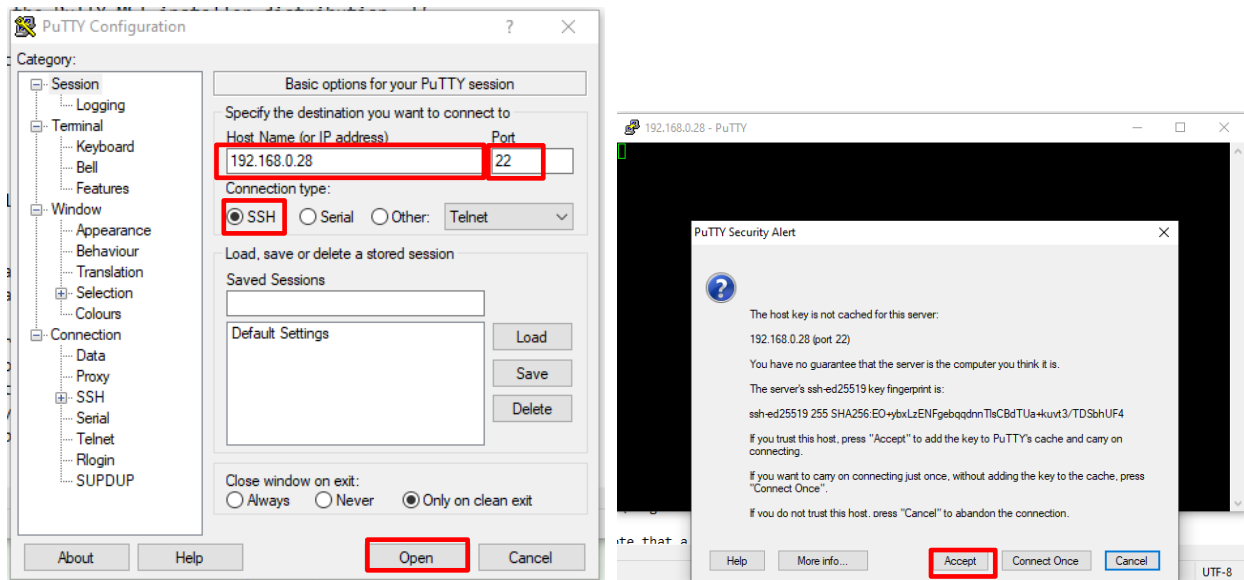 PuTTY Configuration
?
Category:
Session
Logging
Terminal
Keyboard
Bell
Features
Window
Appearance
Behaviour
Translation
Selection
Colours
Connection
Data
Proxy
SSH
Serial
Telnet
Rlogin
SUPDUP
Basic options for your PuTTY session
Specify the destination you want to connect to
Host Name (or IP address) Port
192.168.0.28 22
Connection type:
SSH Serial Other: Telnet
Load, save or delete a stored session
Saved Sessions
Default Settings
Load
Save
Delete
Close window on exit:
Always Never Only on clean exit
About Help Open Cancel
192.168.0.28 - PuTTY
PuTTY Security Alert
?
The host key is not cached for this server:
192.168.0.28 (port 22)
You have no guarantee that the server is the computer you think it is.
The server's ssh-ed25519 key fingerprint is:
ssh-ed25519 255 SHA256:EO+ybxLzENFgebqqdnnTlsCBdTUa+kuvt3/TDSbhUF4
If you trust this host, press "Accept" to add the key to PuTTY's cache and carry on
connecting.
If you want to carry on connecting just once, without adding the key to the cache, press
"Connect Once".
If you do not trust this host, press "Cancel" to abandon the connection.
Help More info... Accept Connect Once Cancel
UTF-8